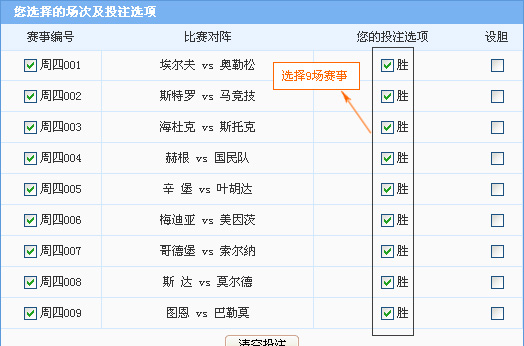 您选择的场次及投注选项
赛事编号 比赛对阵 您的投注选项 设胆
周四001 埃尔夫 vs 奥勒松 胜
选择9场赛事
周四002 斯特罗 vs 马竞技 胜
周四003 海杜克 vs 斯托克 胜
周四004 赫根 vs 国民队 胜
周四005 辛 堡 vs 叶胡达 胜
周四006 梅迪亚 vs 美因茨 胜
周四007 哥德堡 vs 索尔纳 胜
周四008 斯 达 vs 莫尔德 胜
周四009 图恩 vs 巴勒莫 胜
清空投注